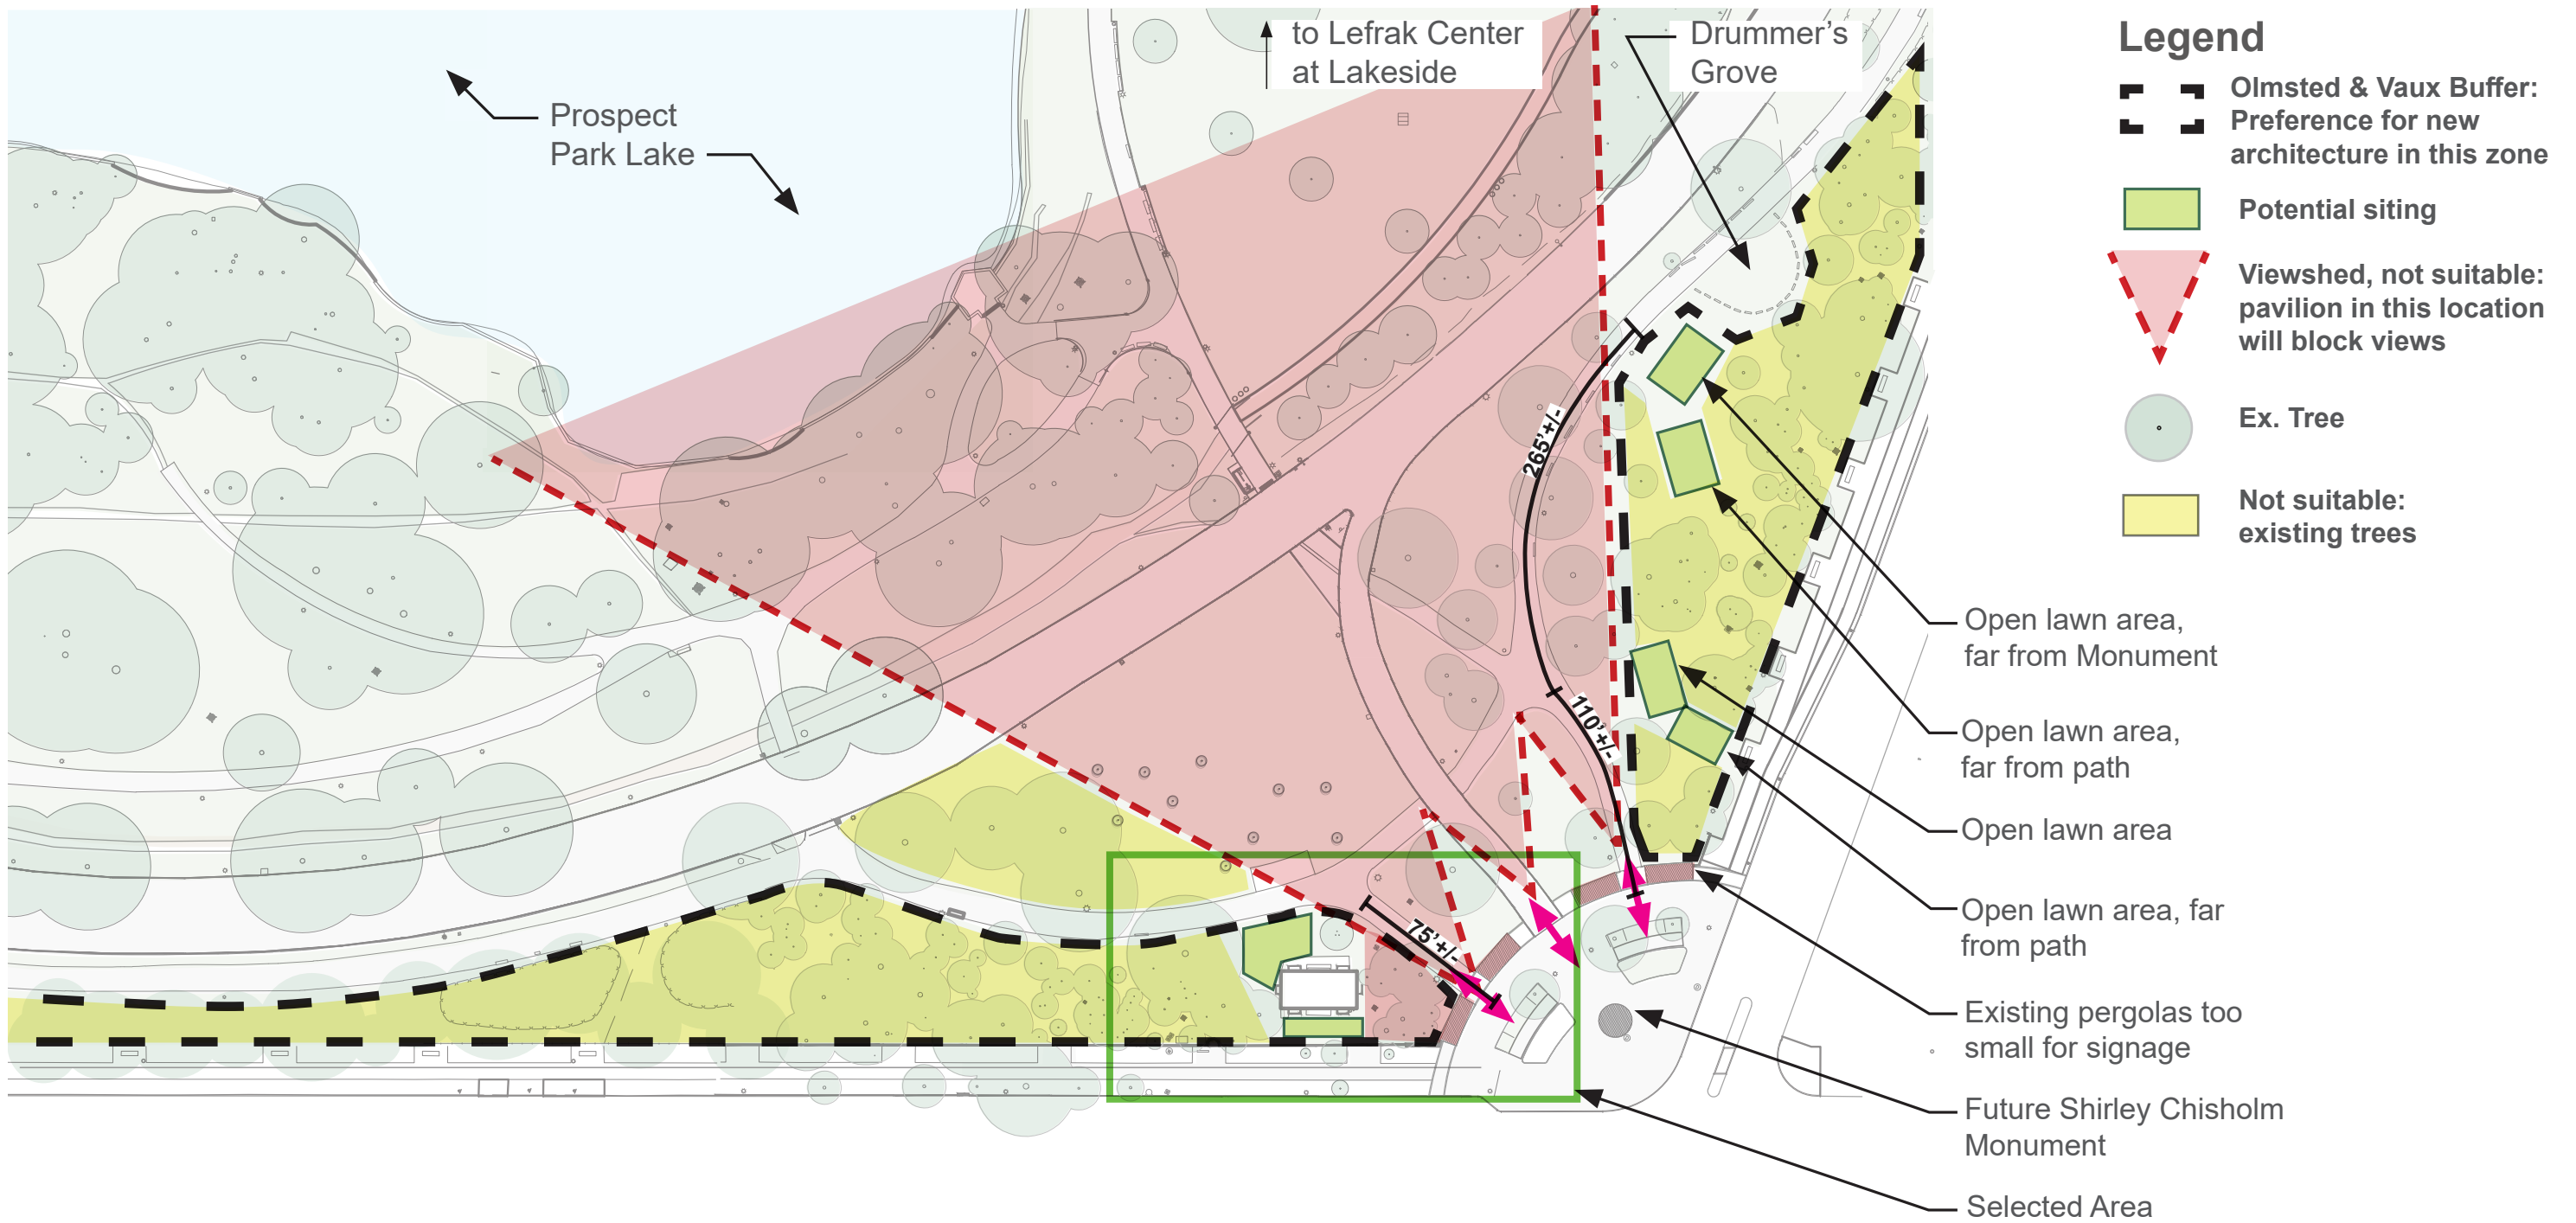 to Lefrak Center
at Lakeside
Drummer's
Grove
Prospect
Park Lake
265'+/-
110'+/-
75'+/-
Legend
Olmsted & Vaux Buffer:
Preference for new
architecture in this zone
Potential siting
Viewshed, not suitable:
pavilion in this location
will block views
Ex. Tree
Not suitable:
existing trees
Open lawn area,
far from Monument
Open lawn area,
far from path
Open lawn area
Open lawn area, far
from path
Existing pergolas too
small for signage
Future Shirley Chisholm
Monument
Selected Area